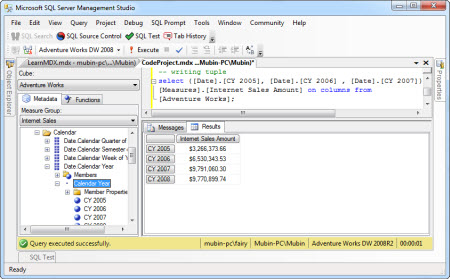 Microsoft SQL Server Management Studio
File Edit View Query Project Debug SQL Prompt Tools Window Community Help
SQL Search SQL Source Control SQL Test Tab History
Adventure Works DW 2008 Execute
Object Explorer
LearnMDX.mdx - mubin-pc\...\Mubin)
CodeProject.mdx ...Mubin-PC\Mubin)*
Properties
Cube:
Adventure Works
Metadata Functions
Measure Group:
Internet Sales
Calendar
Date.Calendar Quarter of
Date.Calendar Semester
Date.Calendar Week of Y
Date.Calendar Year
Members
Calendar Year
Member Propertie
CY 2005
CY 2006
CY 2007
-- writing tuple
select ([Date].[CY 2005], [Date].[CY 2006] , [Date].[CY 2007])
[Measures].[Internet Sales Amount] on columns from
[Adventure Works];
Messages Results
Internet Sales Amount
CY 2005 $3,266,373.66
CY 2006 $6,530,343.53
CY 2007 $9,791,060.30
CY 2008 $9,770,899.74
Query executed successfully. mubin-pc\fairy Mubin-PC\Mubin Adventure Works DW 2008R2 00:00:01
SQL Test
Ready